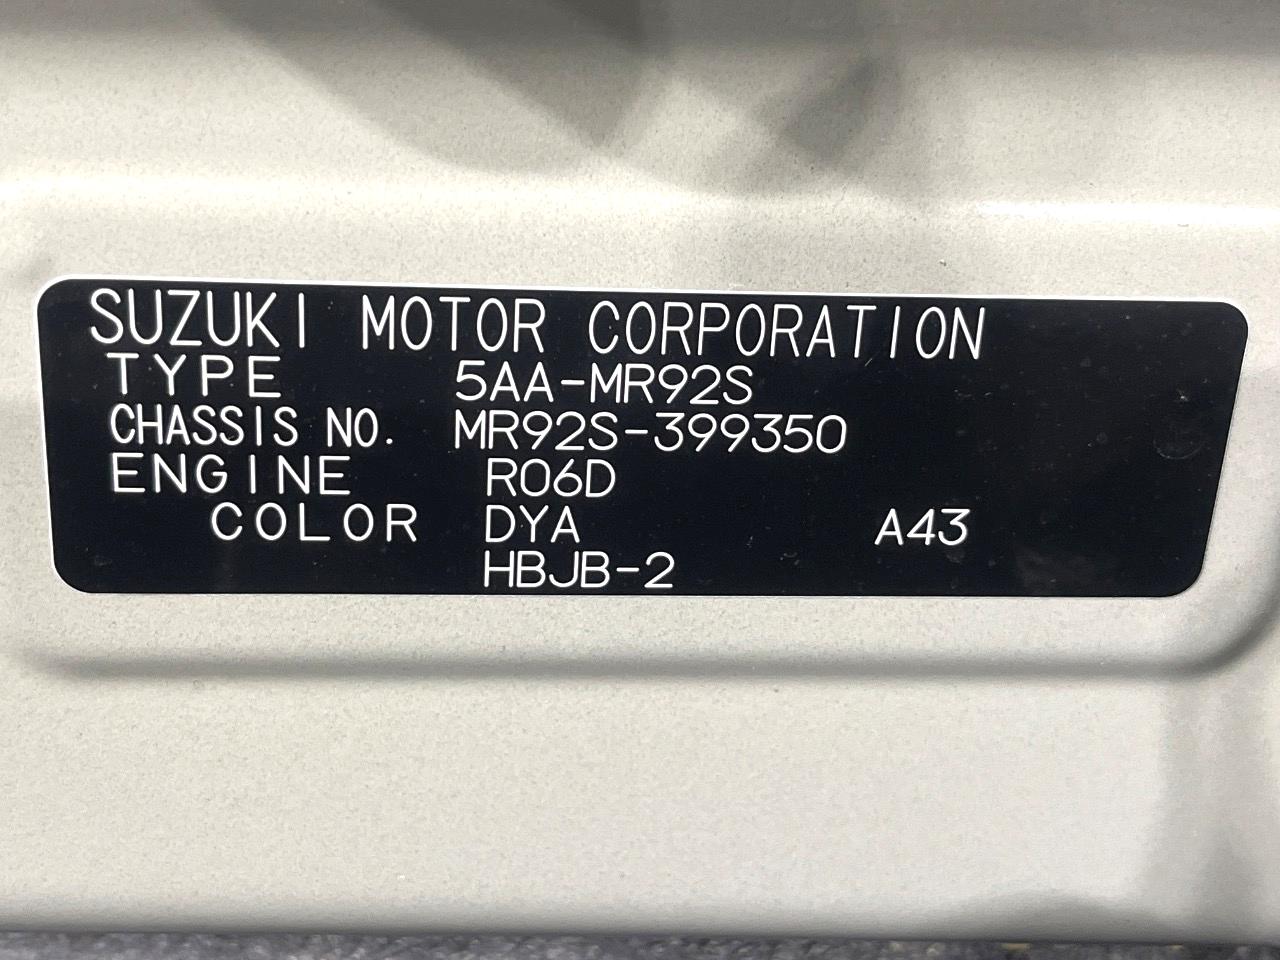 SUZUKI MOTOR CORPORATION
TYPE 5AA-MR92S
CHASSIS NO. MR92S-399350
ENGINE R06D
COLOR DYA A43
HBJB-2